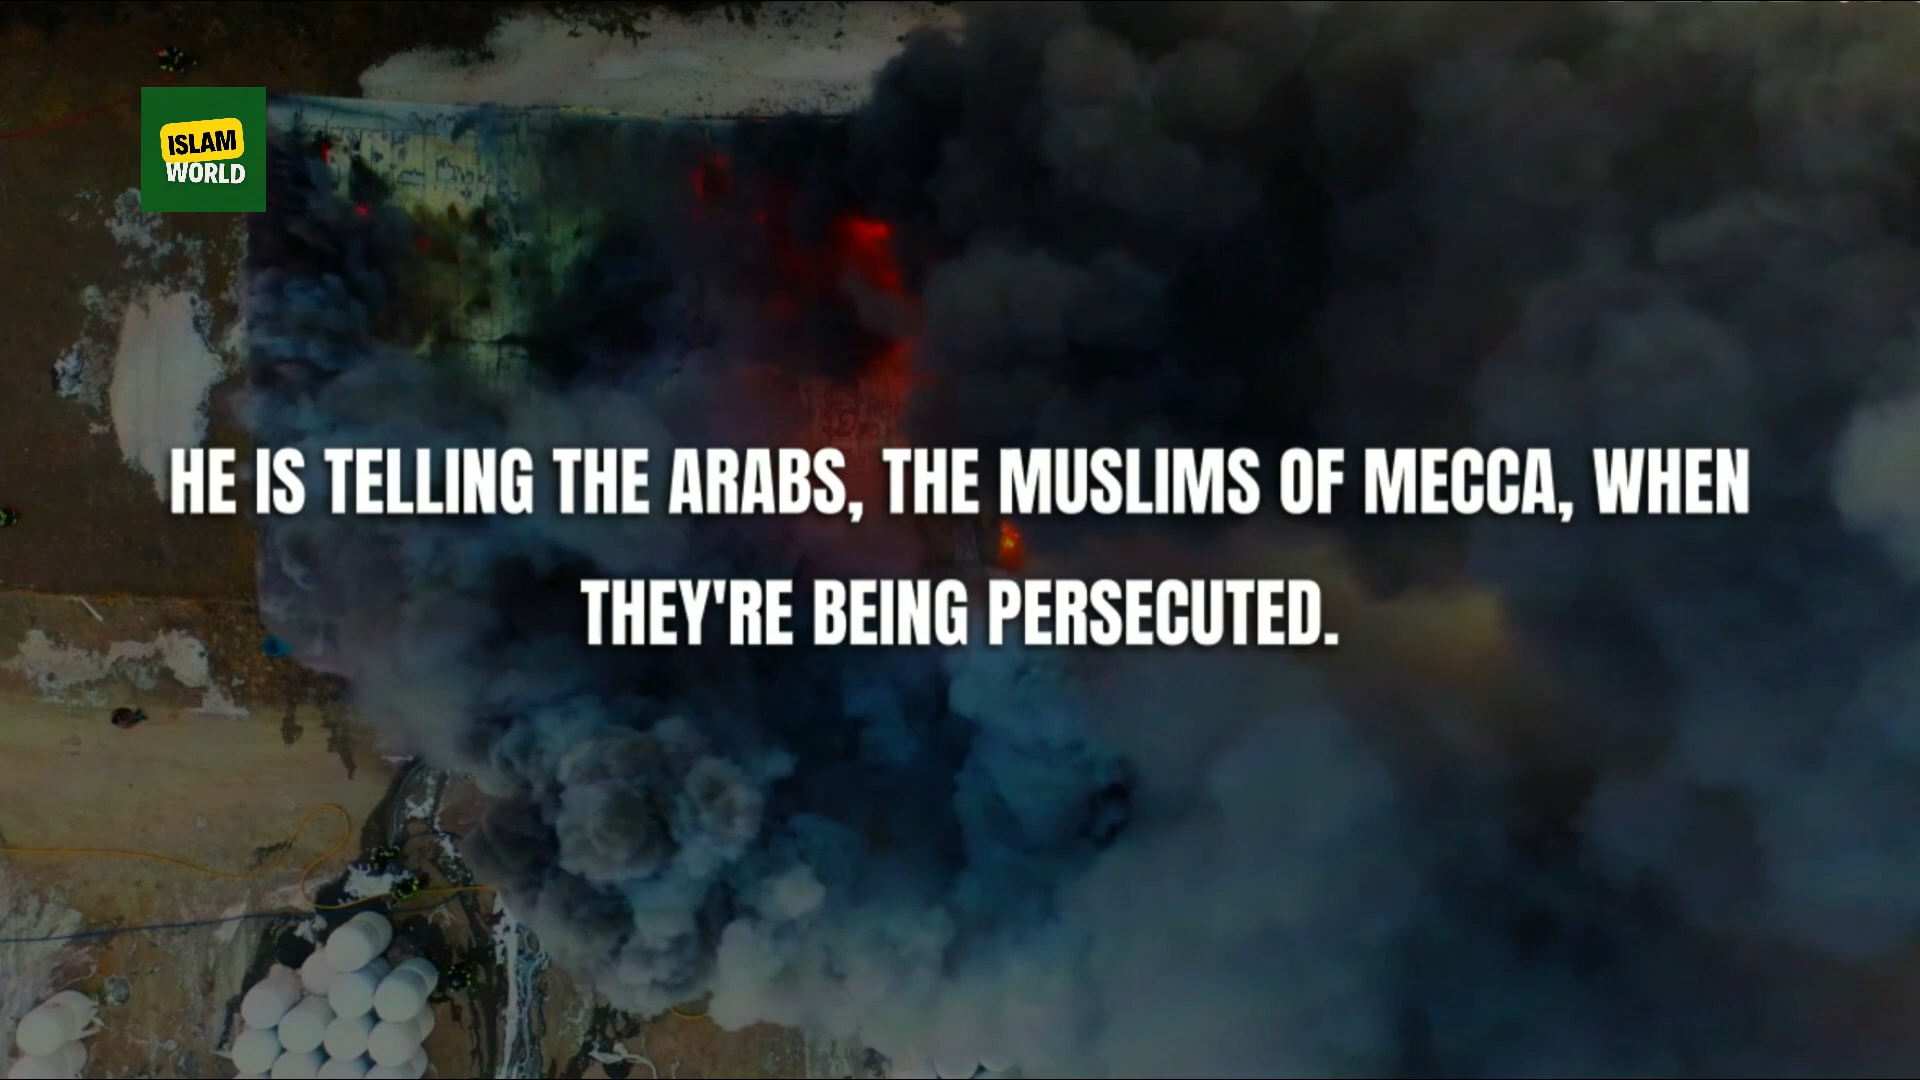 ISLAM
WORLD
HE IS TELLING THE ARABS, THE MUSLIMS OF MECCA, WHEN
THEY'RE BEING PERSECUTED.